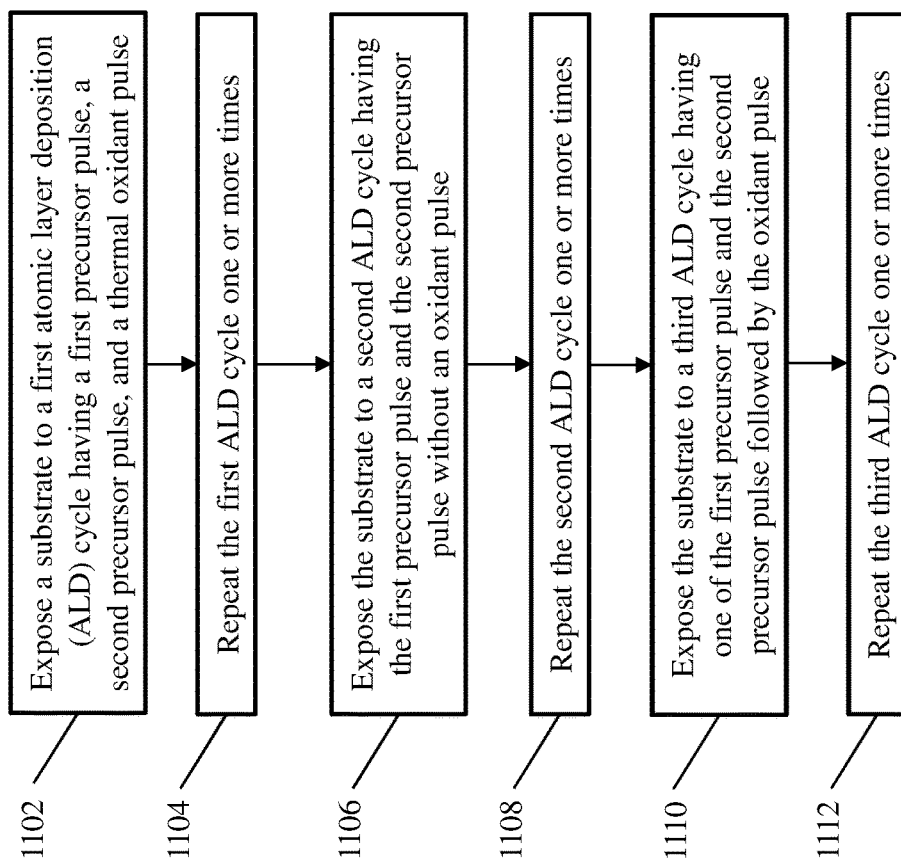 1102
Expose a substrate to a first atomic layer deposition
(ALD) cycle having a first precursor pulse, a
second precursor pulse, and a thermal oxidant pulse
1104
Repeat the first ALD cycle one or more times
1106
Expose the substrate to a second ALD cycle having
the first precursor pulse and the second precursor
pulse without an oxidant pulse
1108
Repeat the second ALD cycle one or more times
1110
Expose the substrate to a third ALD cycle having
one of the first precursor pulse and the second
precursor pulse followed by the oxidant pulse
1112
Repeat the third ALD cycle one or more times